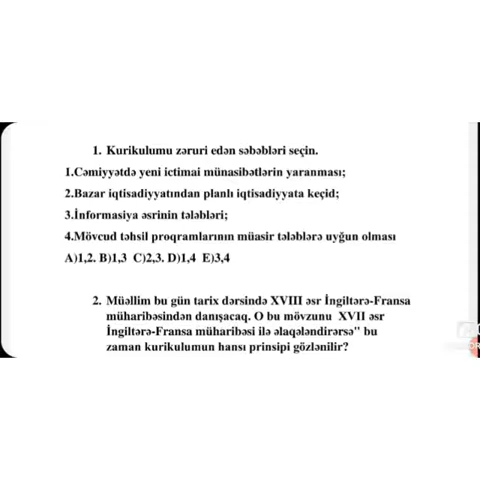 1. Kurikulumu zəruri edən səbəbləri seçin.
1.Cəmiyyətdə yeni ictimai münasibətlərin yaranması;
2.Bazar iqtisadiyyatından planlı iqtisadiyyata keçid;
3.İnformasiya əsrinin tələbləri;
4.Mövcud təhsil proqramlarının müasir tələblərə uyğun olması
A)1,2. B)1,3 C)2,3. D)1,4 E)3,4
2. Müəllim bu gün tarix dərsində XVIII əsr İngiltərə-Fransa
müharibəsindən danışacaq. O bu mövzunu XVII əsr
İngiltərə-Fransa müharibəsi ilə əlaqələndirərsə" bu
zaman kurikulumun hansı prinsipi gözlənilir?